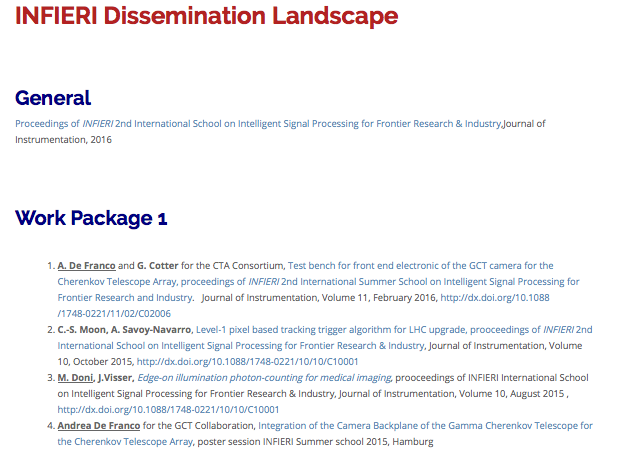 INFIERI Dissemination Landscape
General
Proceedings of INFIERI 2nd International School on Intelligent Signal Processing for Frontier Research & Industry,Journal of
Instrumentation, 2016
Work Package 1
1. A. De Franco and G. Cotter for the CTA Consortium, Test bench for front end electronic of the GCT camera for the
Cherenkov Telescope Array, proceedings of INFIERI 2nd International Summer School on Intelligent Signal Processing for
Frontier Research and Industry. Journal of Instrumentation, Volume 11, February 2016, http://dx.doi.org/10.1088
/1748-0221/11/02/C02006
2. C.-S. Moon, A. Savoy-Navarro, Level-1 pixel based tracking trigger algorithm for LHC upgrade, prooceedings of INFIERI 2nd
International School on Intelligent Signal Processing for Frontier Research & Industry, Journal of Instrumentation, Volume
10, October 2015, http://dx.doi.org/10.1088/1748-0221/10/10/C10001
3. M. Doni, J.Visser, Edge-on illumination photon-counting for medical imaging, prooceedings of INFIERI International School
on Intelligent Signal Processing for Frontier Research & Industry, Journal of Instrumentation, Volume 10, August 2015 ,
http://dx.doi.org/10.1088/1748-0221/10/10/C10001
4. Andrea De Franco for the GCT Collaboration, Integration of the Camera Backplane of the Gamma Cherenkov Telescope for
the Cherenkov Telescope Array, poster session INFIERI Summer school 2015, Hamburg